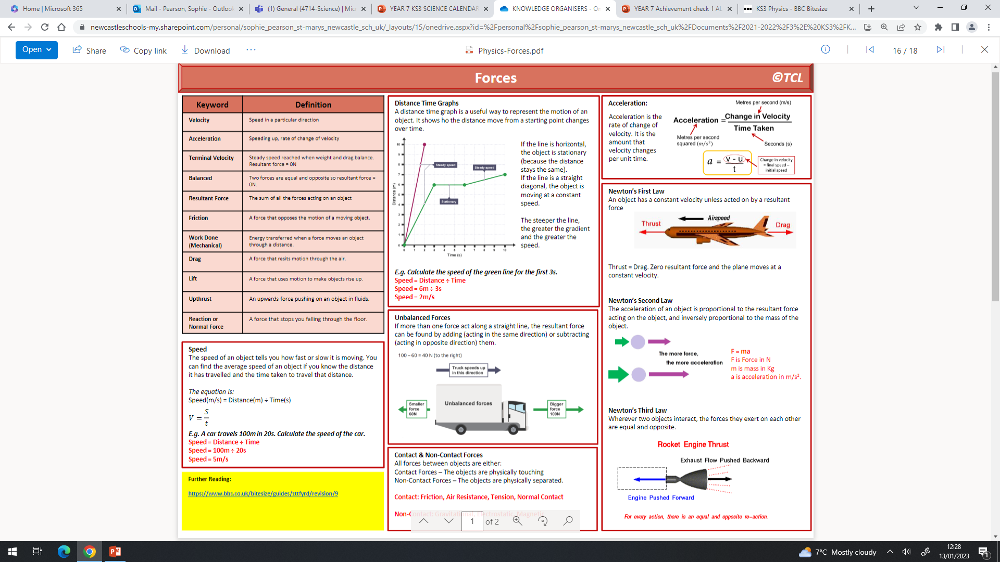 Home | Microsoft 365
Mail - Pearson, Sophie - Outlook
(1) General (4714-Science) | Mic
YEAR 7 KS3 SCIENCE CALENDAR
KNOWLEDGE ORGANISERS - On
YEAR 7 Achievement check 1 AL
KS3 Physics - BBC Bitesize
newcastleschools-my.sharepoint.com/personal/sophie_pearson_st-marys_newcastle_sch_uk/_layouts/15/onedrive.aspx?id=%2Fpersonal%2Fsophie_pearson_st-marys_newcastle_sch_uk%2FDocuments%2F2021-2022%2F3%2E%20KS3%2FK...
Open
Share
Copy link
Download
Physics-Forces.pdf
16 / 18
Forces
©TCL
Keyword Definition
Velocity Speed in a particular direction
Acceleration Speeding up, rate of change of velocity
Terminal Velocity Steady speed reached when weight and drag balance.
Resultant force = 0N
Balanced Two forces are equal and opposite so resultant force =
0N.
Resultant Force The sum of all the forces acting on an object
Friction A force that opposes the motion of a moving object.
Work Done Energy transferred when a force moves an object
(Mechanical) through a distance.
Drag A force that resits motion through the air.
Lift A force that uses motion to make objects rise up.
Upthrust An upwards force pushing on an object in fluids.
Reaction or A force that stops you falling through the floor.
Normal Force
Speed
The speed of an object tells you how fast or slow it is moving. You
can find the average speed of an object if you know the distance
it has travelled and the time taken to travel that distance.
The equation is:
Speed(m/s) = Distance(m) ÷ Time(s)
V = S
t
E.g. A car travels 100m in 20s. Calculate the speed of the car.
Speed = Distance ÷ Time
Speed = 100m ÷ 20s
Speed = 5m/s
Further Reading:
https://www.bbc.co.uk/bitesize/guides/zttfyrd/revision/9
Distance Time Graphs
A distance time graph is a useful way to represent the motion of an
object. It shows ho the distance move from a starting point changes
over time.
Distance (m)
10
9
8
7
6
5
4
3
2
1
0
0 1 2 3 4 5 6 7 8 9 10
Time (s)
Steady speed
Steady speed
Stationary
If the line is horizontal,
the object is stationary
(because the distance
stays the same).
If the line is a straight
diagonal, the object is
moving at a constant
speed.
The steeper the line,
the greater the gradient
and the greater the
speed.
E.g. Calculate the speed of the green line for the first 3s.
Speed = Distance ÷ Time
Speed = 6m ÷ 3s
Speed = 2m/s
Unbalanced Forces
If more than one force act along a straight line, the resultant force
can be found by adding (acting in the same direction) or subtracting
(acting in opposite direction) them.
100 – 60 = 40 N (to the right)
Truck speeds up
in this direction
Smaller
force
60N
Unbalanced forces
Bigger
force
100N
Contact & Non-Contact Forces
All forces between objects are either:
Contact Forces – The objects are physically touching
Non-Contact Forces – The objects are physically separated.
Contact: Friction, Air Resistance, Tension, Normal Contact
Non-Contact: Gravitational, Electrostatic, Magnetic
1 of 2
Acceleration:
Acceleration is the
rate of change of
velocity. It is the
amount that
velocity changes
per unit time.
Metres per second (m/s)
Acceleration = Change in Velocity
Time Taken
Metres per second
squared (m/s²)
Seconds (s)
a = v - u
t
Change in velocity
= final speed –
initial speed
Newton's First Law
An object has a constant velocity unless acted on by a resultant
force
Airspeed
Thrust
Drag
Thrust = Drag. Zero resultant force and the plane moves at a
constant velocity.
Newton's Second Law
The acceleration of an object is proportional to the resultant force
acting on the object, and inversely proportional to the mass of the
object.
The more force,
the more acceleration
F = ma
F is Force in N
m is mass in Kg
a is acceleration in m/s².
Newton's Third Law
Wherever two objects interact, the forces they exert on each other
are equal and opposite.
Rocket Engine Thrust
Exhaust Flow Pushed Backward
Engine Pushed Forward
For every action, there is an equal and opposite re-action.
7°C Mostly cloudy
12:28
13/01/2023
1